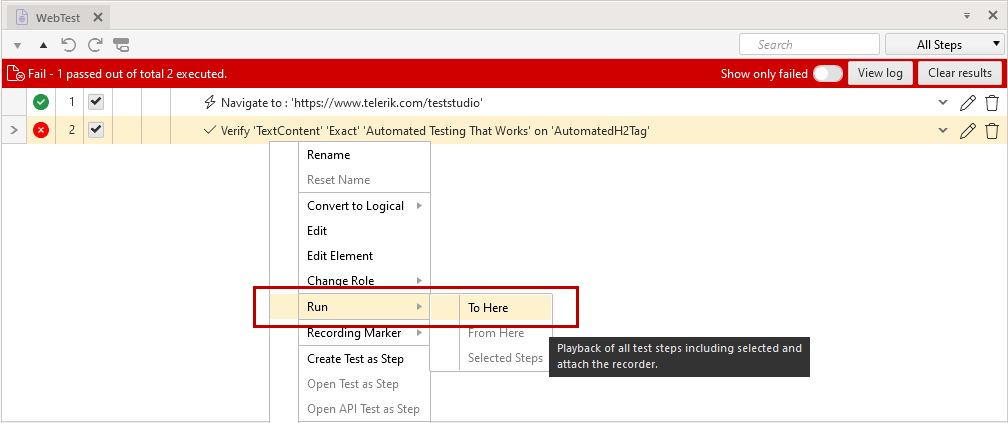 WebTest
Search
All Steps
Fail - 1 passed out of total 2 executed.
Show only failed
View log
Clear results
1 Navigate to : 'https://www.telerik.com/teststudio'
2 Verify 'TextContent' 'Exact' 'Automated Testing That Works' on 'AutomatedH2Tag'
Rename
Reset Name
Convert to Logical
Edit
Edit Element
Change Role
Run
To Here
Recording Marker
From Here
Create Test as Step
Selected Steps
Open Test as Step
Open API Test as Step
Playback of all test steps including selected and
attach the recorder.